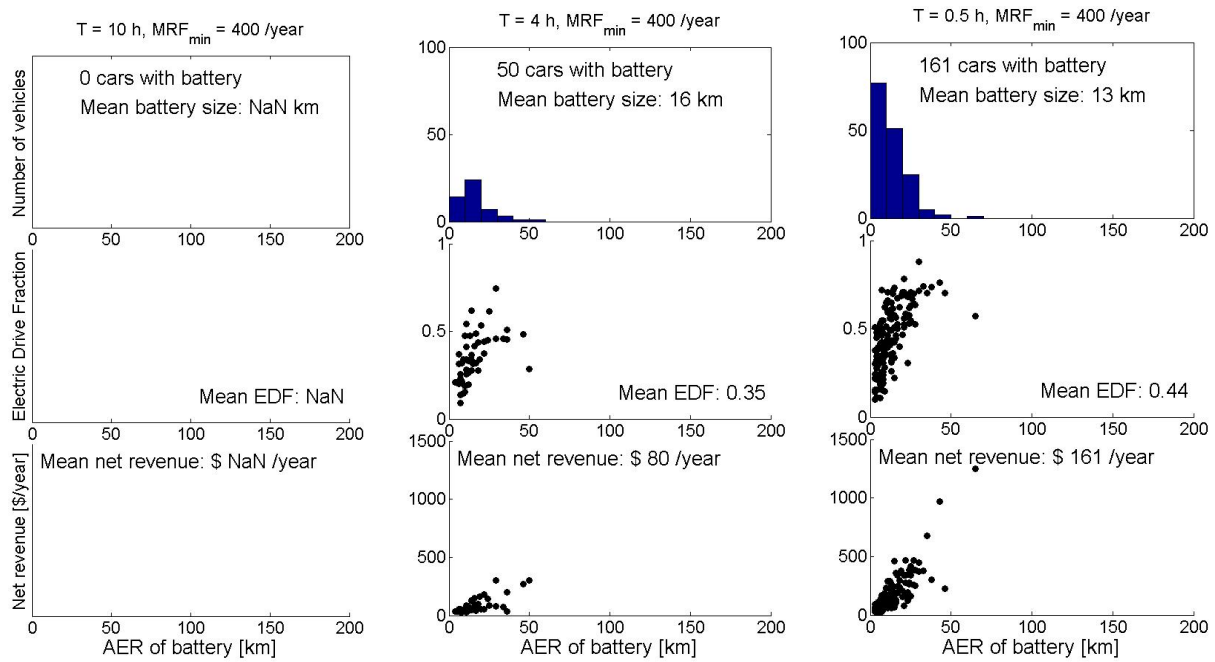 T = 10 h, MRF_min = 400 /year
T = 4 h, MRF_min = 400 /year
T = 0.5 h, MRF_min = 400 /year
Number of vehicles
0 cars with battery
Mean battery size: NaN km
0 50 100 150 200
100
50
0
50 cars with battery
Mean battery size: 16 km
0 50 100 150 200
100
50
0
161 cars with battery
Mean battery size: 13 km
0 50 100 150 200
Electric Drive Fraction
Mean EDF: NaN
0 50 100 150 200
1
0.5
0
Mean EDF: 0.35
0 50 100 150 200
1
0.5
0
Mean EDF: 0.44
0 50 100 150 200
Net revenue [$/year]
Mean net revenue: $ NaN /year
0 50 100 150 200
AER of battery [km]
1500
1000
500
0
Mean net revenue: $ 80 /year
0 50 100 150 200
AER of battery [km]
1500
1000
500
0
Mean net revenue: $ 161 /year
0 50 100 150 200
AER of battery [km]